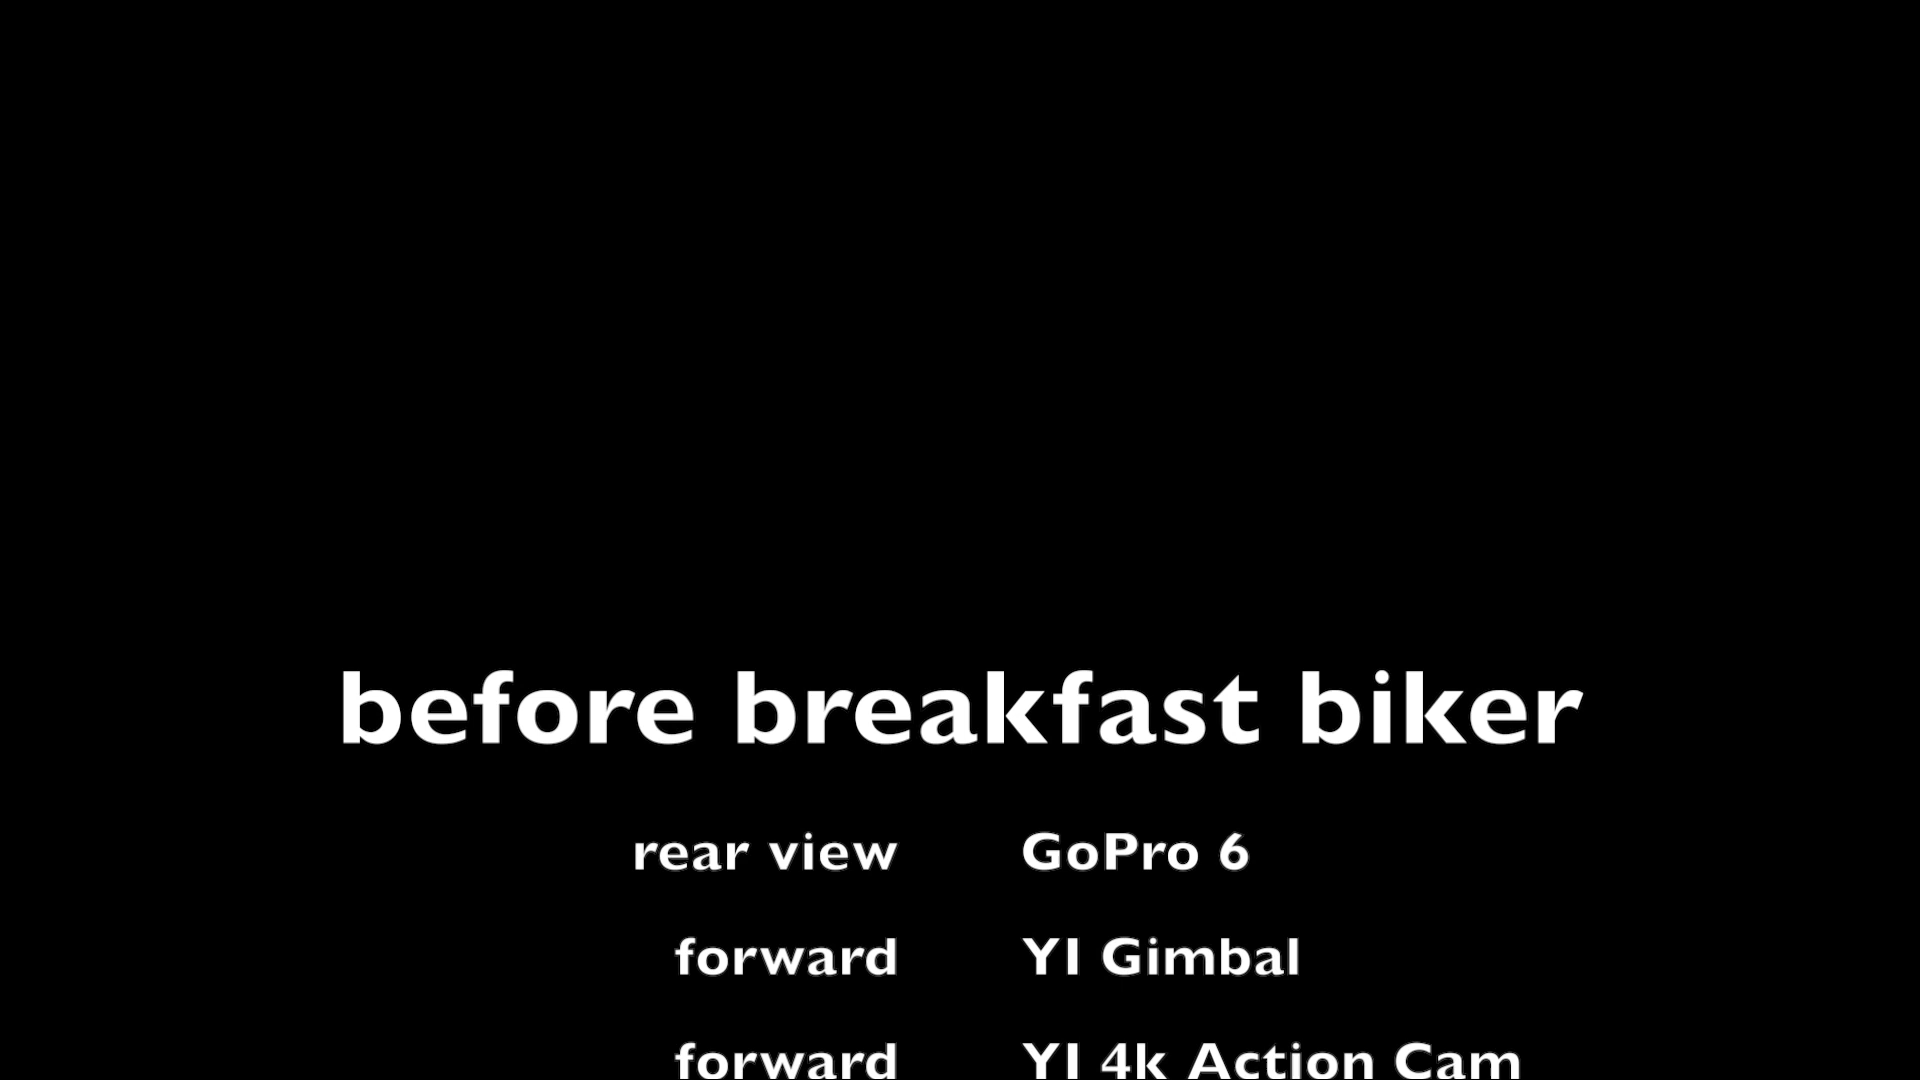 before breakfast biker
rear view GoPro 6
forward YI Gimbal
forward YI 4k Action Cam